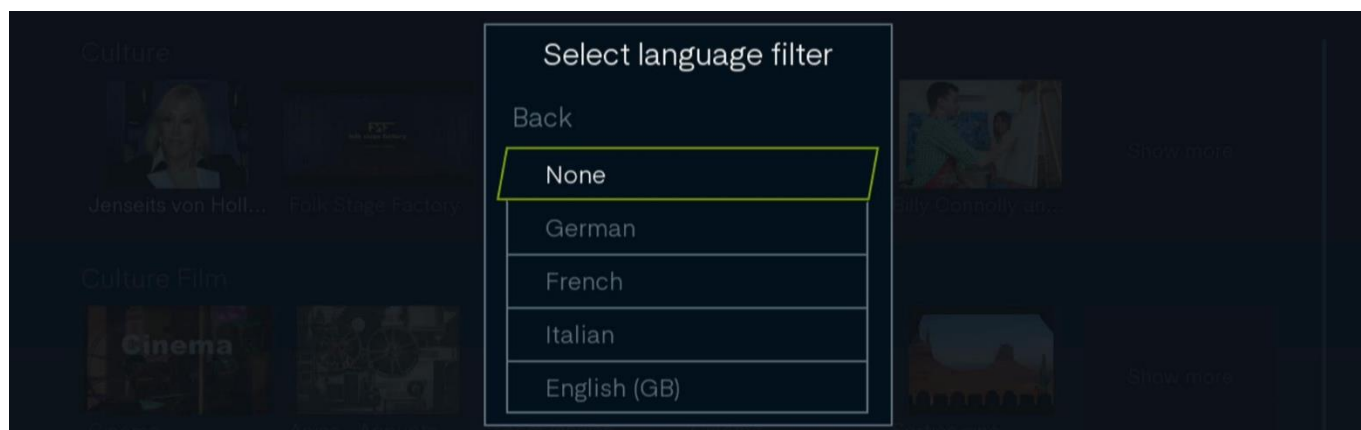 Culture
Select language filter
Back
None
German
French
Italian
English (GB)
Show more
Jenseits von Holl...
Folk Stage Factory
Billy Connolly an...
Culture Film
Cinema
Show more